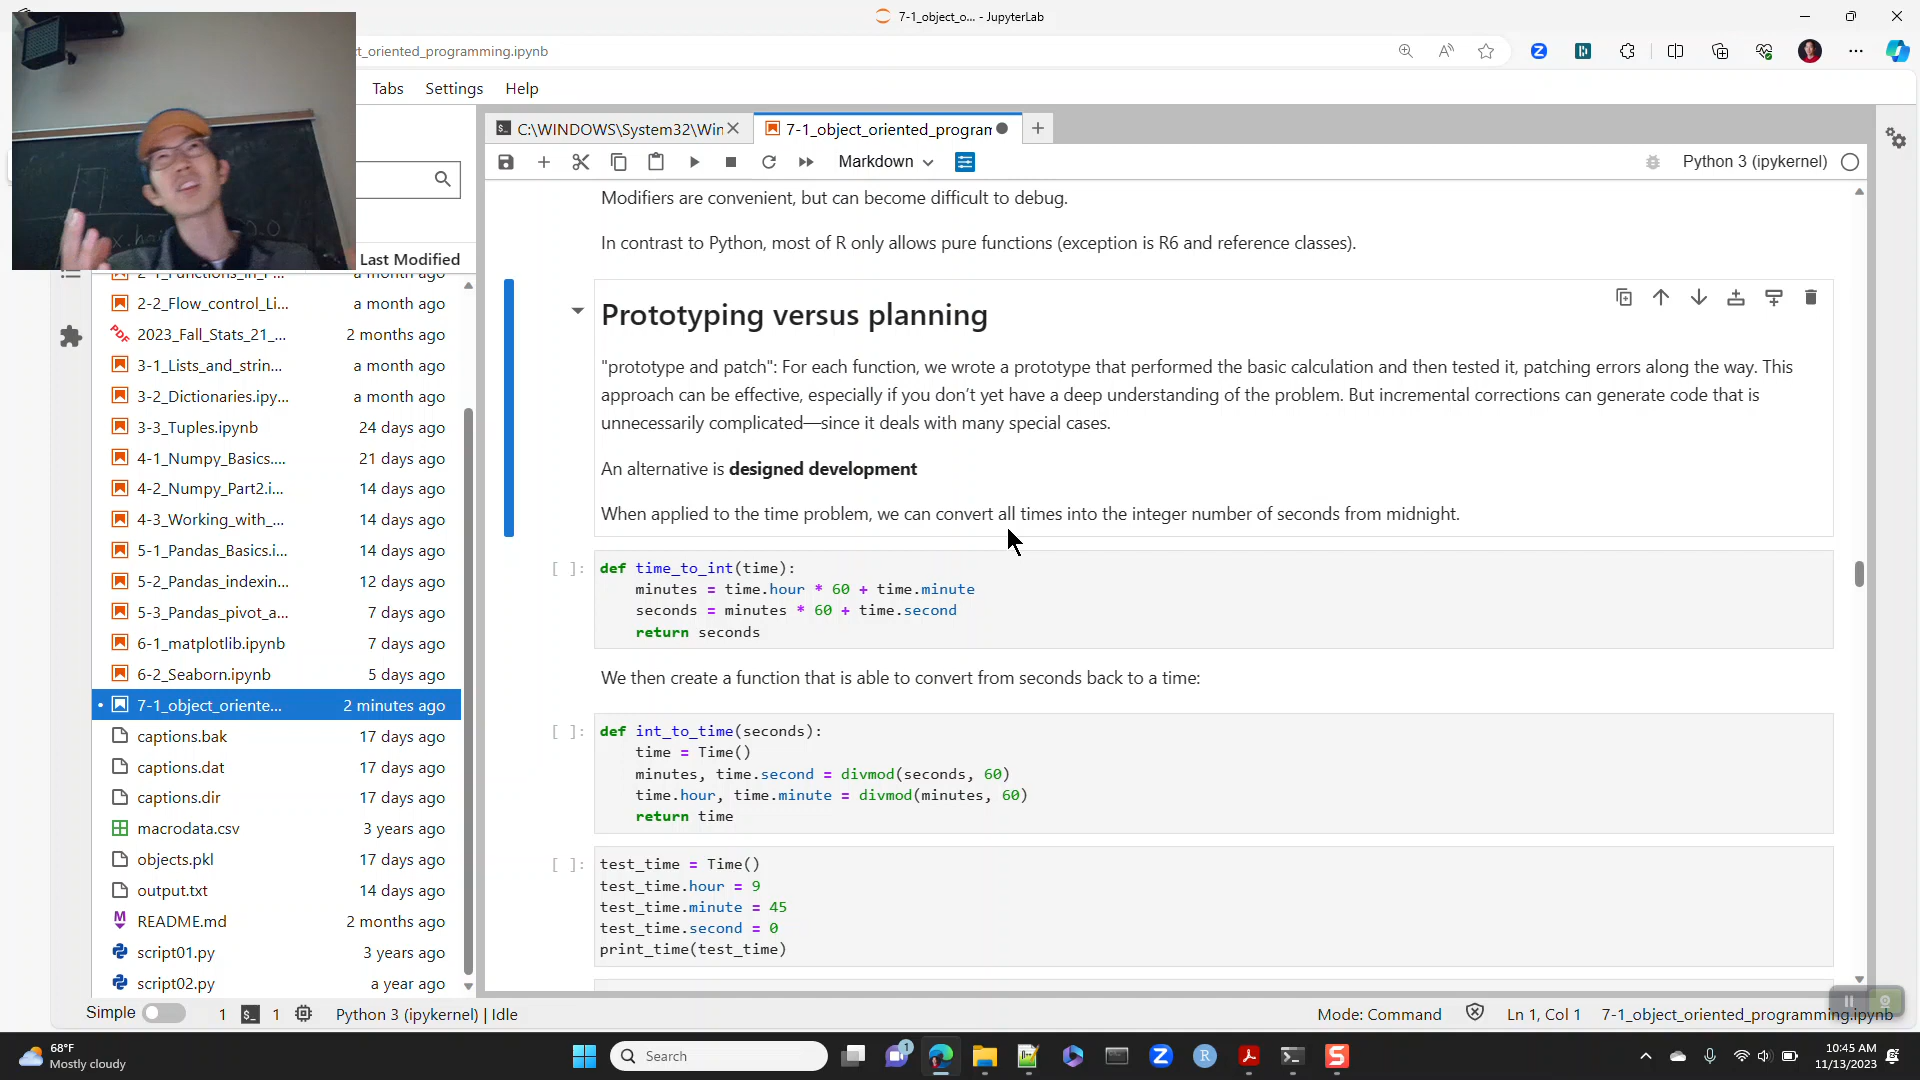 7-1_object_o... - JupyterLab
ct_oriented_programming.ipynb
Tabs Settings Help
C:\WINDOWS\System32\Win
7-1_object_oriented_program
Markdown
Python 3 (ipykernel)
Last Modified
a month ago
2-2_Flow_control_Li... a month ago
2023_Fall_Stats_21_... 2 months ago
3-1_Lists_and_strin... a month ago
3-2_Dictionaries.ipy... a month ago
3-3_Tuples.ipynb 24 days ago
4-1_Numpy_Basics.... 21 days ago
4-2_Numpy_Part2.i... 14 days ago
4-3_Working_with_... 14 days ago
5-1_Pandas_Basics.i... 14 days ago
5-2_Pandas_indexin... 12 days ago
5-3_Pandas_pivot_a... 7 days ago
6-1_matplotlib.ipynb 7 days ago
6-2_Seaborn.ipynb 5 days ago
7-1_object_oriente... 2 minutes ago
captions.bak 17 days ago
captions.dat 17 days ago
captions.dir 17 days ago
macrodata.csv 3 years ago
objects.pkl 17 days ago
output.txt 14 days ago
README.md 2 months ago
script01.py 3 years ago
script02.py a year ago
Modifiers are convenient, but can become difficult to debug.
In contrast to Python, most of R only allows pure functions (exception is R6 and reference classes).
Prototyping versus planning
"prototype and patch": For each function, we wrote a prototype that performed the basic calculation and then tested it, patching errors along the way. This
approach can be effective, especially if you don't yet have a deep understanding of the problem. But incremental corrections can generate code that is
unnecessarily complicated—since it deals with many special cases.
An alternative is designed development
When applied to the time problem, we can convert all times into the integer number of seconds from midnight.
[ ]: def time_to_int(time):
minutes = time.hour * 60 + time.minute
seconds = minutes * 60 + time.second
return seconds
We then create a function that is able to convert from seconds back to a time:
[ ]: def int_to_time(seconds):
time = Time()
minutes, time.second = divmod(seconds, 60)
time.hour, time.minute = divmod(minutes, 60)
return time
[ ]: test_time = Time()
test_time.hour = 9
test_time.minute = 45
test_time.second = 0
print_time(test_time)
Simple 1 1 Python 3 (ipykernel) | Idle
Mode: Command Ln 1, Col 1 7-1_object_oriented_programming.ipynb
68°F
Mostly cloudy
Search
1
10:45 AM
11/13/2023